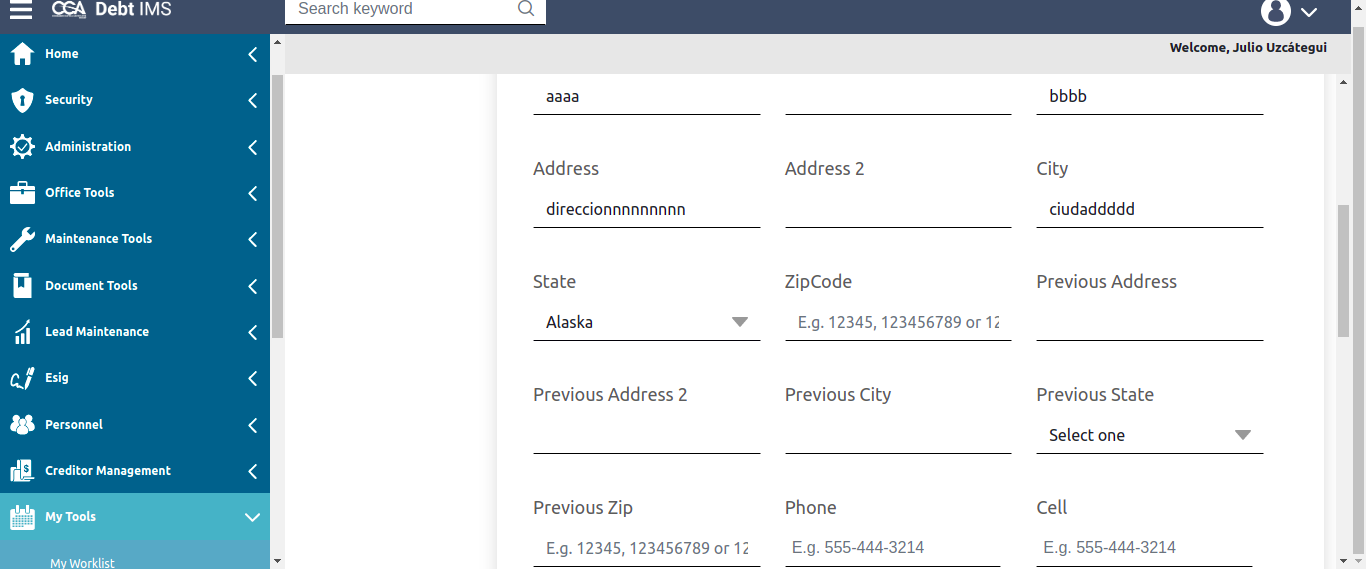 CGA Debt IMS
Search keyword
Welcome, Julio Uzcátegui
Home
Security
Administration
Office Tools
Maintenance Tools
Document Tools
Lead Maintenance
Esig
Personnel
Creditor Management
My Tools
My Worklist
aaaa bbbb
Address Address 2 City
direccionnnnnnnnn ciudaddddd
State ZipCode Previous Address
Alaska E.g. 12345, 123456789 or 12
Previous Address 2 Previous City Previous State
Select one
Previous Zip Phone Cell
E.g. 12345, 123456789 or 12 E.g. 555-444-3214 E.g. 555-444-3214